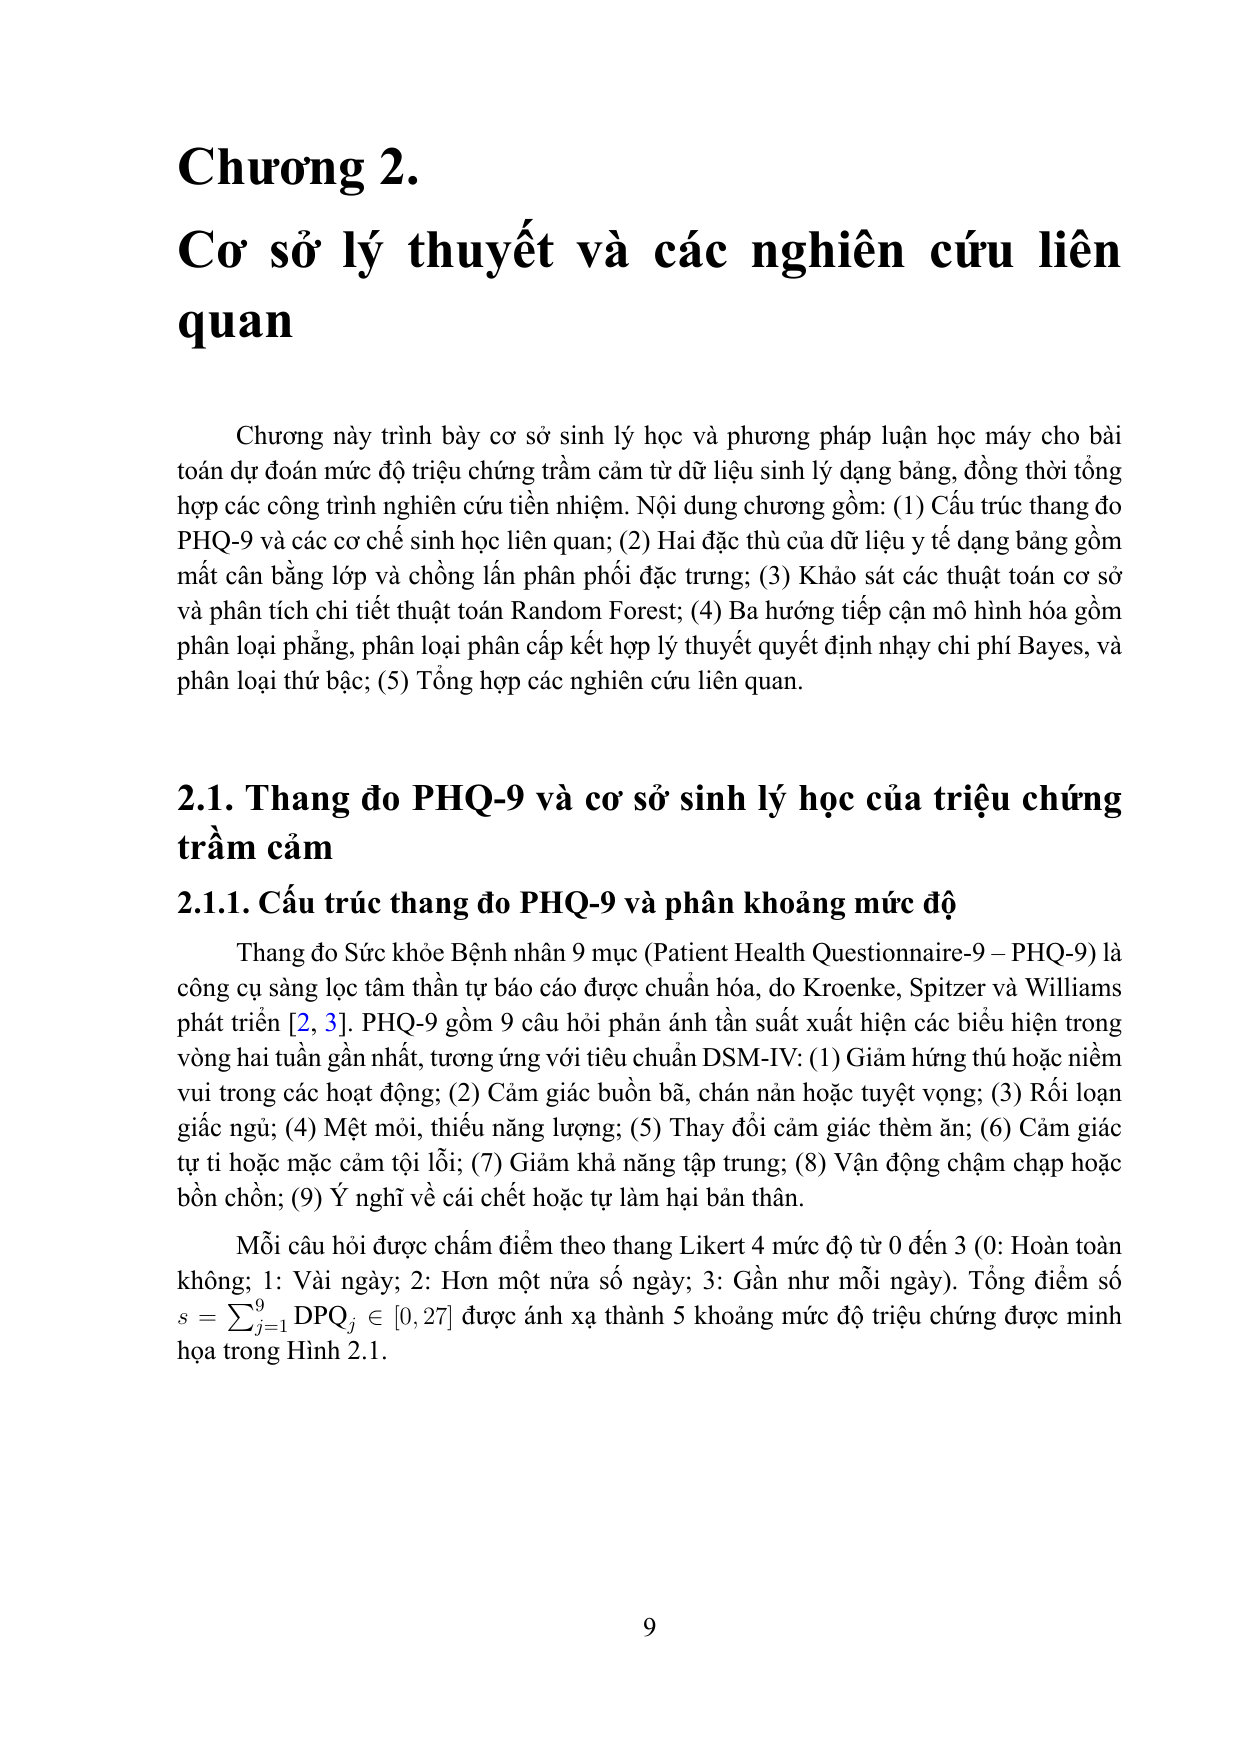 Chương 2.
Cơ sở lý thuyết và các nghiên cứu liên
quan
Chương này trình bày cơ sở sinh lý học và phương pháp luận học máy cho bài
toán dự đoán mức độ triệu chứng trầm cảm từ dữ liệu sinh lý dạng bảng, đồng thời tổng
hợp các công trình nghiên cứu tiền nhiệm. Nội dung chương gồm: (1) Cấu trúc thang đo
PHQ-9 và các cơ chế sinh học liên quan; (2) Hai đặc thù của dữ liệu y tế dạng bảng gồm
mất cân bằng lớp và chồng lấn phân phối đặc trưng; (3) Khảo sát các thuật toán cơ sở
và phân tích chi tiết thuật toán Random Forest; (4) Ba hướng tiếp cận mô hình hóa gồm
phân loại phẳng, phân loại phân cấp kết hợp lý thuyết quyết định nhạy chi phí Bayes, và
phân loại thứ bậc; (5) Tổng hợp các nghiên cứu liên quan.
2.1. Thang đo PHQ-9 và cơ sở sinh lý học của triệu chứng
trầm cảm
2.1.1. Cấu trúc thang đo PHQ-9 và phân khoảng mức độ
Thang đo Sức khỏe Bệnh nhân 9 mục (Patient Health Questionnaire-9 – PHQ-9) là
công cụ sàng lọc tâm thần tự báo cáo được chuẩn hóa, do Kroenke, Spitzer và Williams
phát triển [2, 3]. PHQ-9 gồm 9 câu hỏi phản ánh tần suất xuất hiện các biểu hiện trong
vòng hai tuần gần nhất, tương ứng với tiêu chuẩn DSM-IV: (1) Giảm hứng thú hoặc niềm
vui trong các hoạt động; (2) Cảm giác buồn bã, chán nản hoặc tuyệt vọng; (3) Rối loạn
giấc ngủ; (4) Mệt mỏi, thiếu năng lượng; (5) Thay đổi cảm giác thèm ăn; (6) Cảm giác
tự ti hoặc mặc cảm tội lỗi; (7) Giảm khả năng tập trung; (8) Vận động chậm chạp hoặc
bồn chồn; (9) Ý nghĩ về cái chết hoặc tự làm hại bản thân.
Mỗi câu hỏi được chấm điểm theo thang Likert 4 mức độ từ 0 đến 3 (0: Hoàn toàn
không; 1: Vài ngày; 2: Hơn một nửa số ngày; 3: Gần như mỗi ngày). Tổng điểm số
s = ∑⁹ⱼ₌₁ DPQⱼ ∈ [0, 27] được ánh xạ thành 5 khoảng mức độ triệu chứng được minh
họa trong Hình 2.1.
9